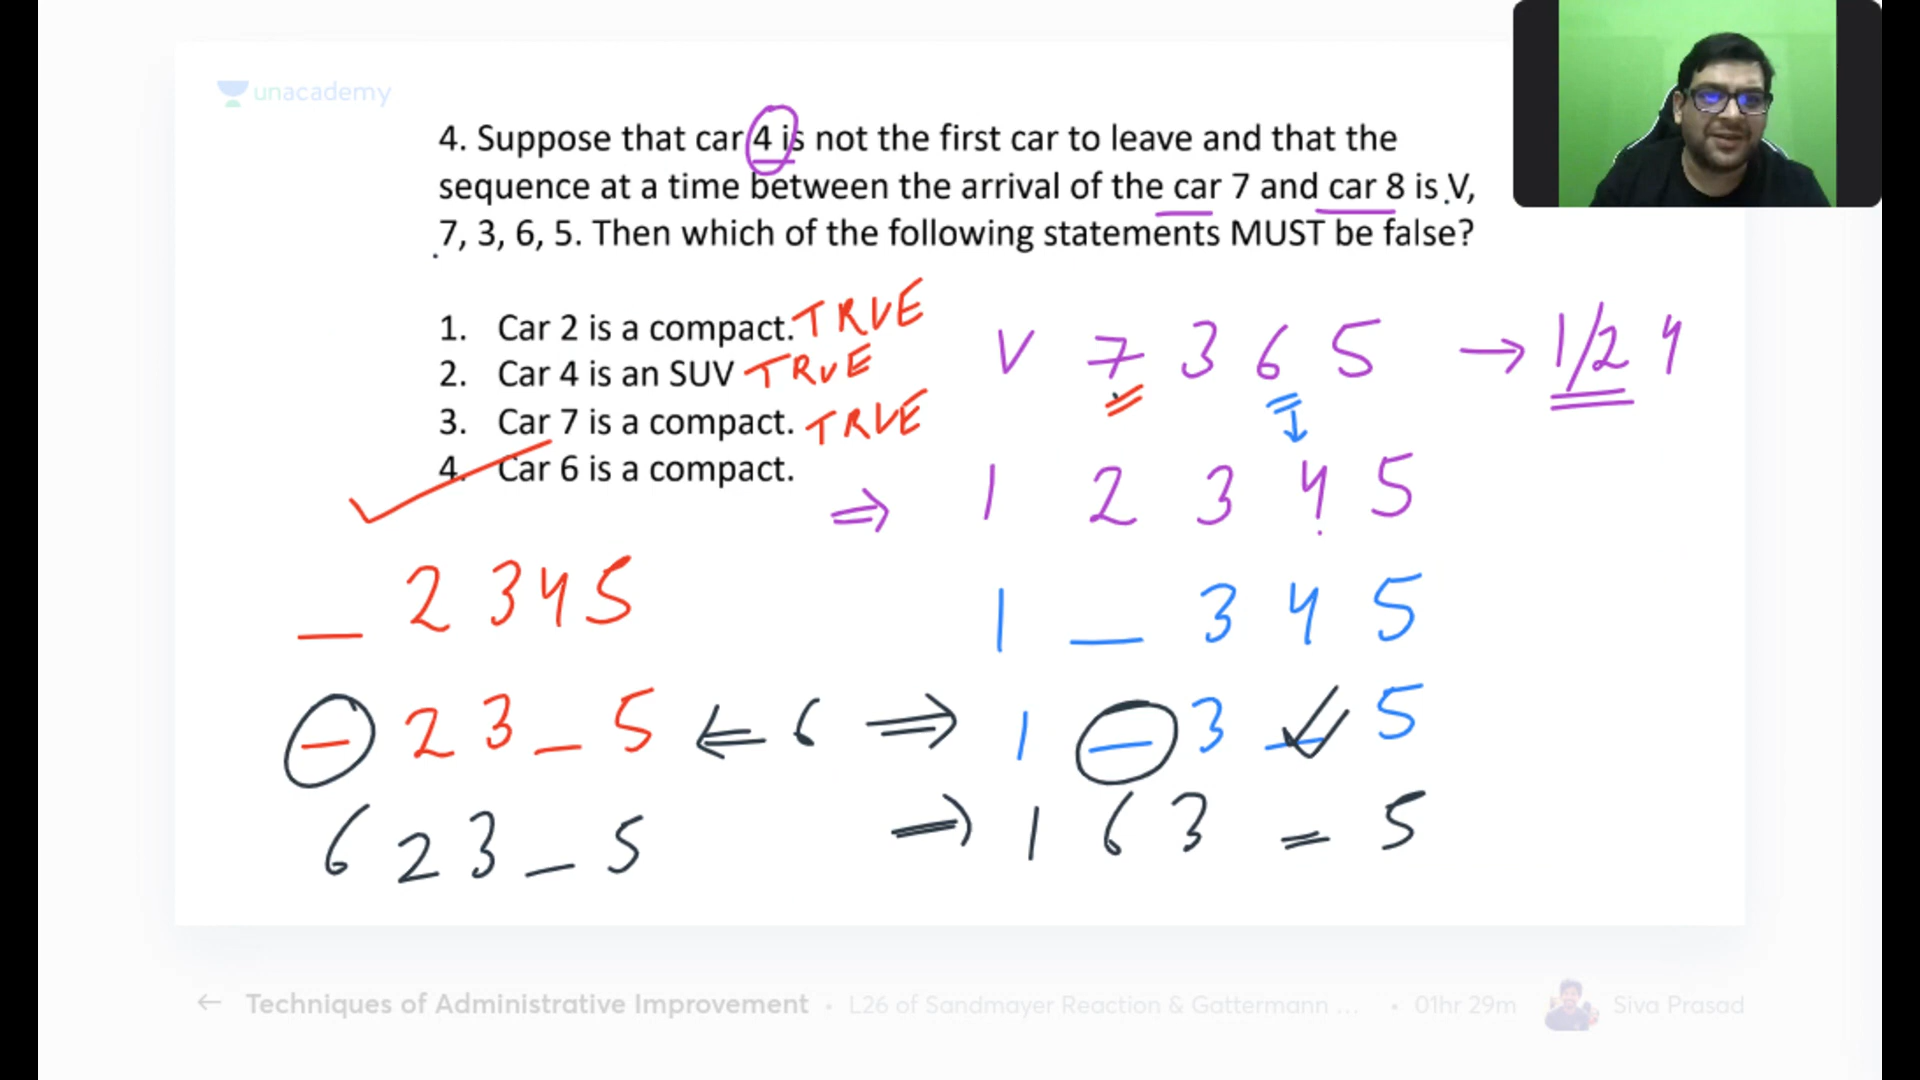 unacademy
4. Suppose that car 4 is not the first car to leave and that the
sequence at a time between the arrival of the car 7 and car 8 is V,
7, 3, 6, 5. Then which of the following statements MUST be false?
1. Car 2 is a compact. TRUE
2. Car 4 is an SUV TRUE
3. Car 7 is a compact. TRUE
4. Car 6 is a compact.
V 7 3 6 5 → 1/2 4
⇒ 1 2 3 4 5
_ 2 3 4 5
1 _ 3 4 5
_ 2 3 _ 5 ⇐ 6 ⇒ 1 _ 3 _ 5
6 2 3 _ 5
⇒ 1 6 3 _ 5
← Techniques of Administrative Improvement • L26 of Sandmayer Reaction & Gattermann ... • 01hr 29m Siva Prasad